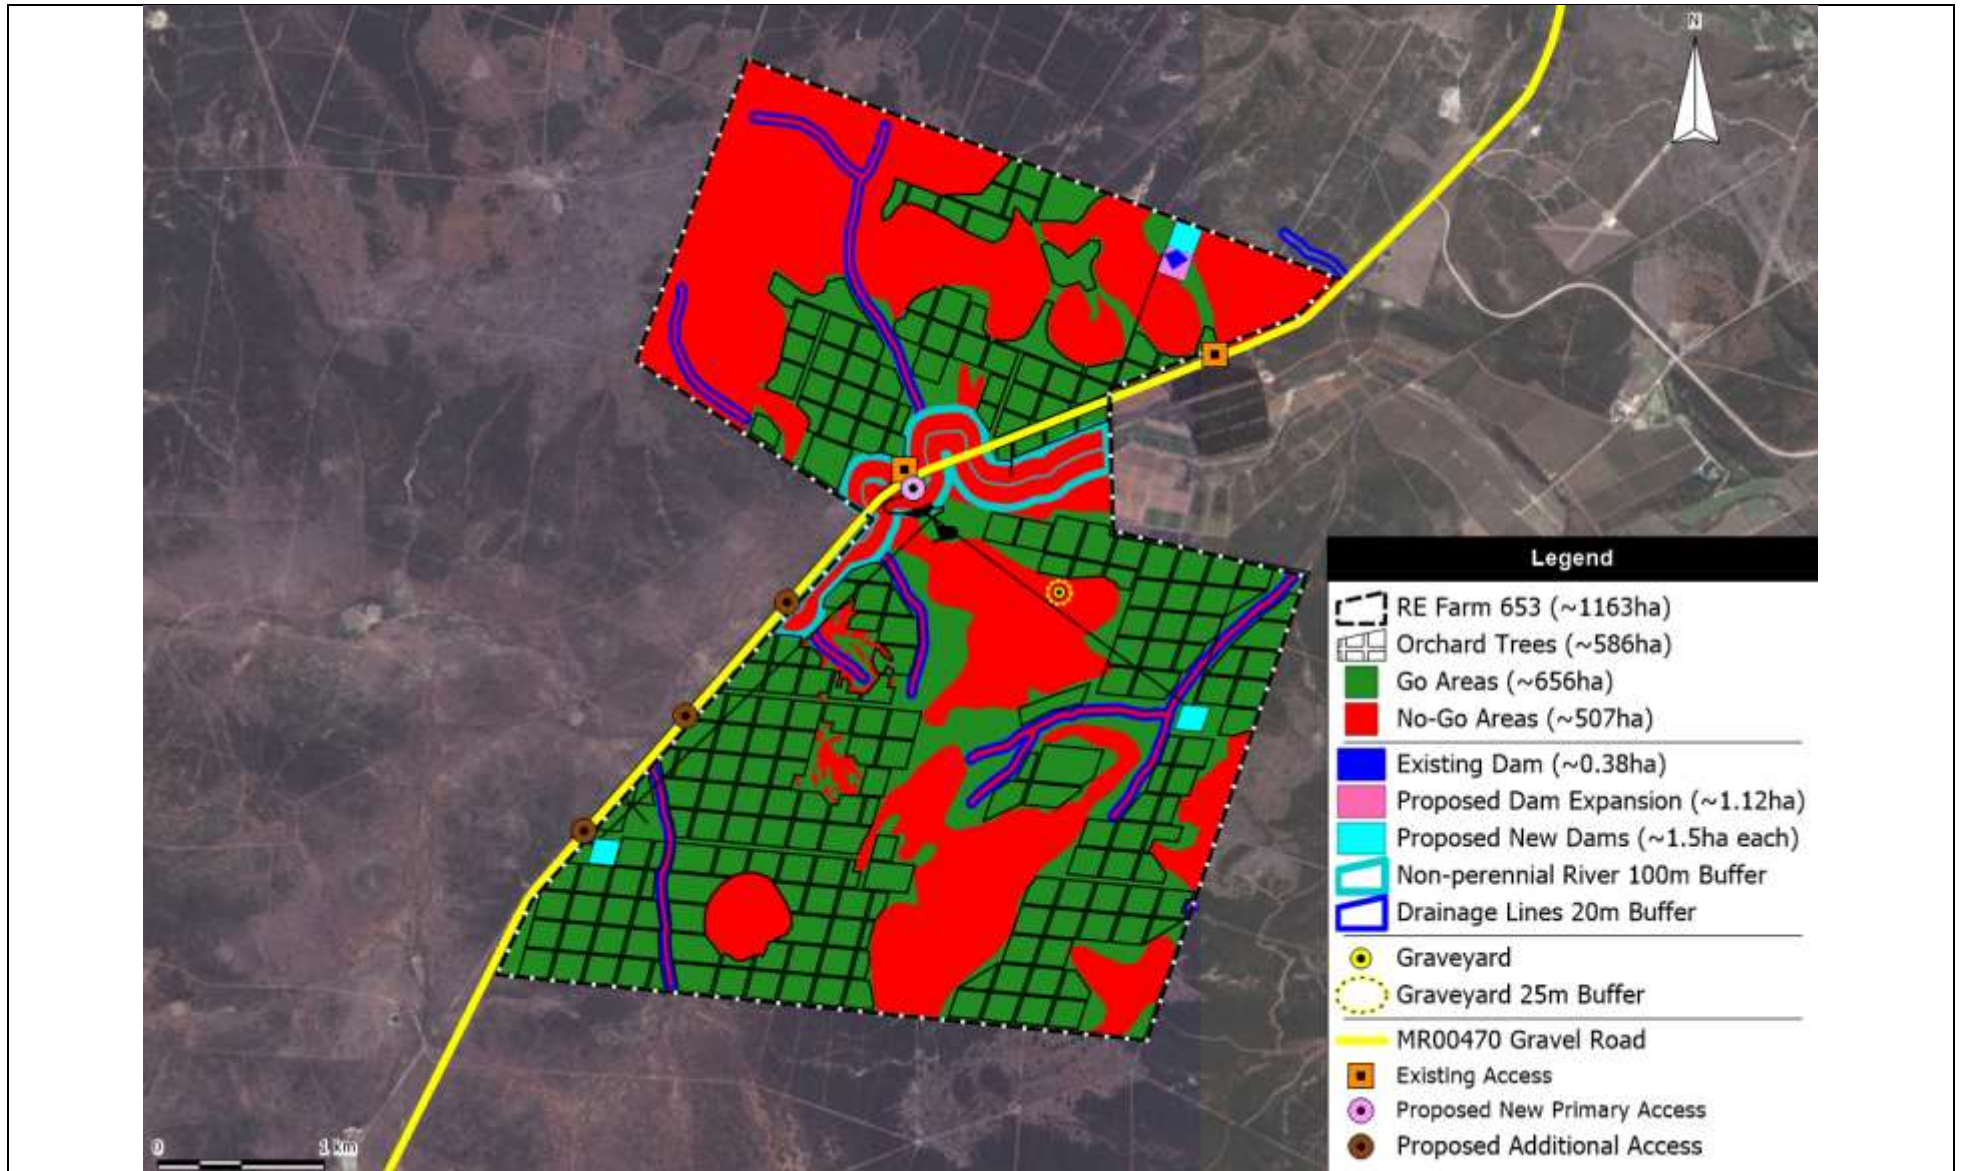 N
Legend
RE Farm 653 (~1163ha)
Orchard Trees (~586ha)
Go Areas (~656ha)
No-Go Areas (~507ha)
Existing Dam (~0.38ha)
Proposed Dam Expansion (~1.12ha)
Proposed New Dams (~1.5ha each)
Non-perennial River 100m Buffer
Drainage Lines 20m Buffer
Graveyard
Graveyard 25m Buffer
MR00470 Gravel Road
Existing Access
Proposed New Primary Access
Proposed Additional Access
0 1 km